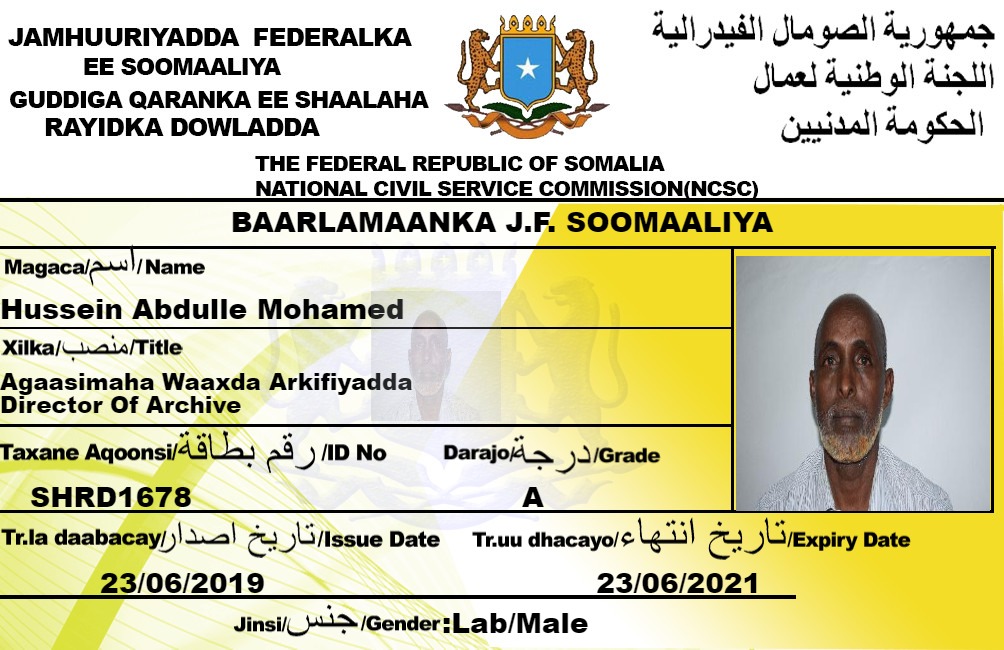 JAMHUURIYADDA FEDERALKA
EE SOOMAALIYA
GUDDIGA QARANKA EE SHAALAHA
RAYIDKA DOWLADDA
جمهورية الصومال الفيدرالية
اللجنة الوطنية لعمال
الحكومة المدنيين
THE FEDERAL REPUBLIC OF SOMALIA
NATIONAL CIVIL SERVICE COMMISSION(NCSC)
BAARLAMAANKA J.F. SOOMAALIYA
Magaca/اسم/Name
Hussein Abdulle Mohamed
Xilka/منصب/Title
Agaasimaha Waaxda Arkifiyadda
Director Of Archive
Taxane Aqoonsi/رقم بطاقة/ID No
Darajo/درجة/Grade
SHRD1678
A
Tr.la daabacay/تاريخ اصدار/Issue Date
Tr.uu dhacayo/تاريخ انتهاء/Expiry Date
23/06/2019
23/06/2021
Jinsi/جنس/Gender:Lab/Male